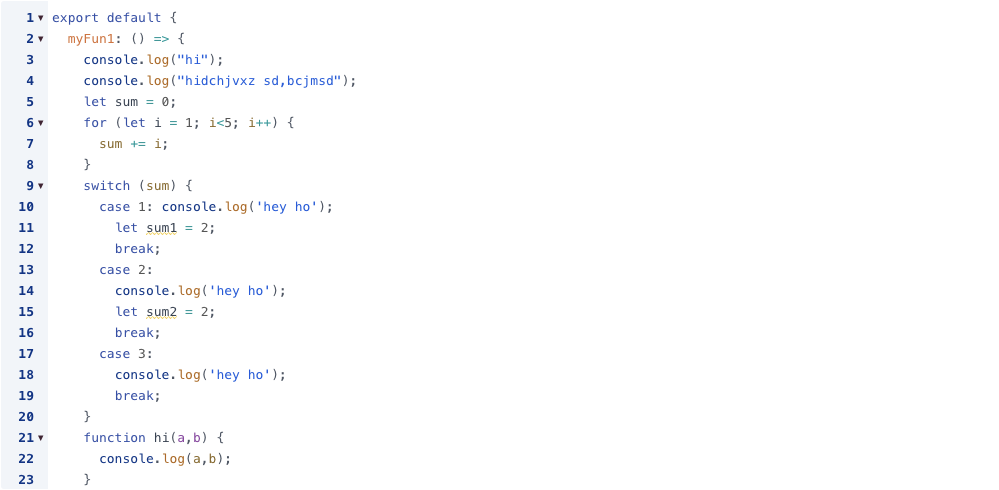 1 export default {
2 myFun1: () => {
3 console.log("hi");
4 console.log("hidchjvxz sd,bcjmsd");
5 let sum = 0;
6 for (let i = 1; i<5; i++) {
7 sum += i;
8 }
9 switch (sum) {
10 case 1: console.log('hey ho');
11 let sum1 = 2;
12 break;
13 case 2:
14 console.log('hey ho');
15 let sum2 = 2;
16 break;
17 case 3:
18 console.log('hey ho');
19 break;
20 }
21 function hi(a,b) {
22 console.log(a,b);
23 }